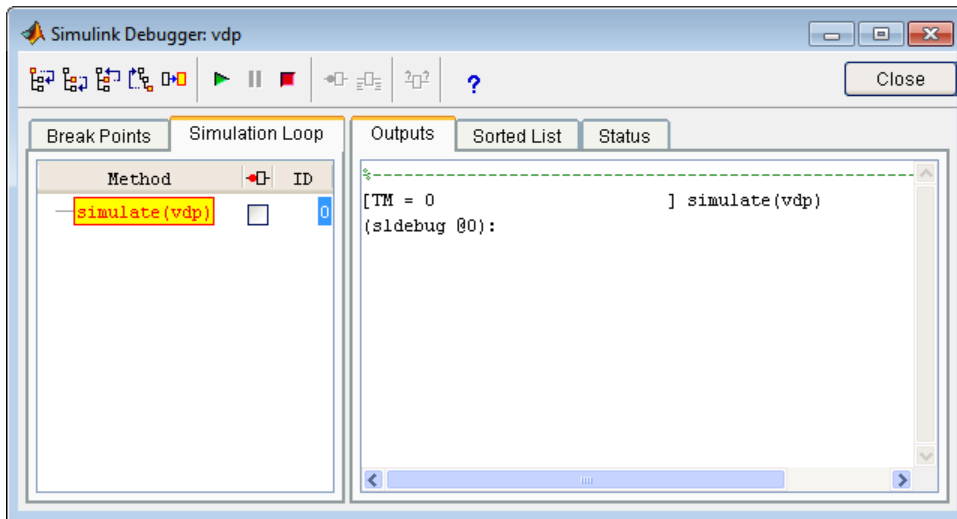 Simulink Debugger: vdp
Close
Break Points
Simulation Loop
Method ID
simulate(vdp) 0
Outputs
Sorted List
Status
%-----------------------------------------------------
[TM = 0 ] simulate(vdp)
(sldebug @0):